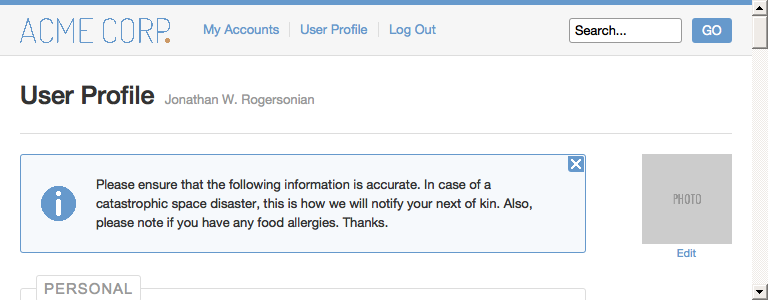 ACME CORP.
My Accounts
User Profile
Log Out
Search...
GO
User Profile Jonathan W. Rogersonian
Please ensure that the following information is accurate. In case of a
catastrophic space disaster, this is how we will notify your next of kin. Also,
please note if you have any food allergies. Thanks.
PHOTO
Edit
PERSONAL